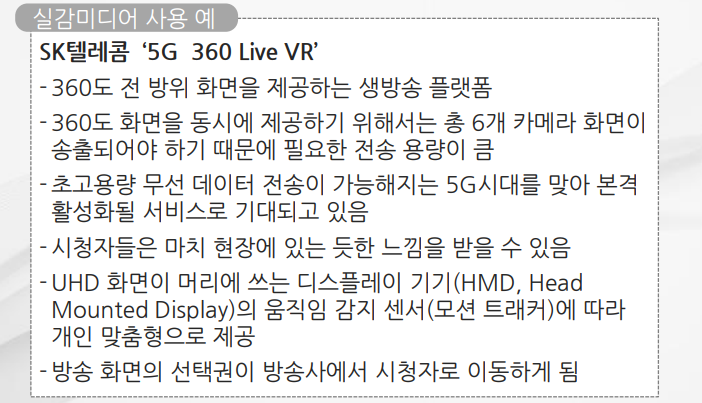 실감미디어 사용 예
SK텔레콤 ‘5G 360 Live VR’
- 360도 전 방위 화면을 제공하는 생방송 플랫폼
- 360도 화면을 동시에 제공하기 위해서는 총 6개 카메라 화면이
송출되어야 하기 때문에 필요한 전송 용량이 큼
- 초고용량 무선 데이터 전송이 가능해지는 5G시대를 맞아 본격
활성화될 서비스로 기대되고 있음
- 시청자들은 마치 현장에 있는 듯한 느낌을 받을 수 있음
- UHD 화면이 머리에 쓰는 디스플레이 기기(HMD, Head
Mounted Display)의 움직임 감지 센서(모션 트래커)에 따라
개인 맞춤형으로 제공
- 방송 화면의 선택권이 방송사에서 시청자로 이동하게 됨